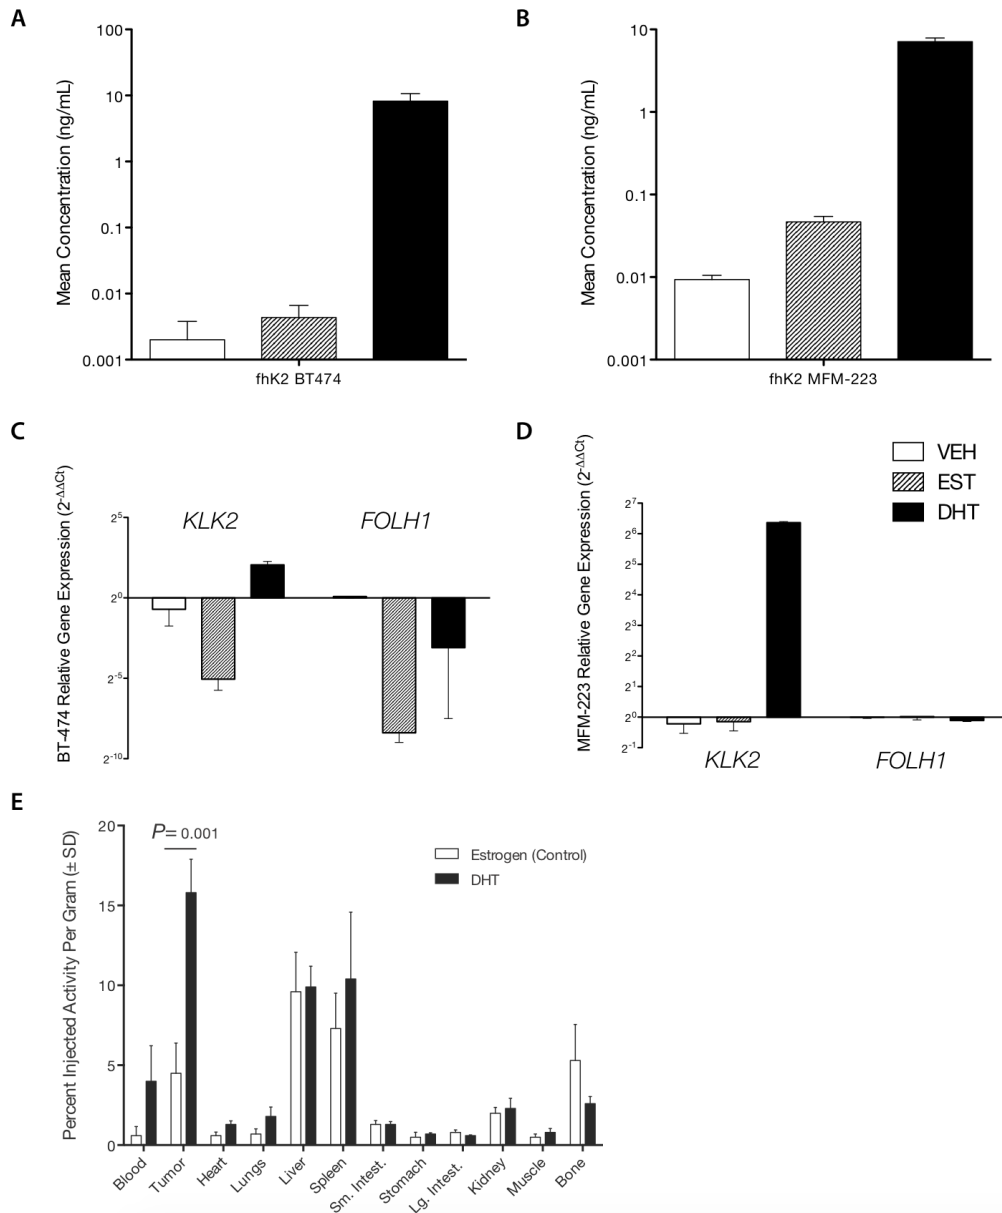 A
Mean Concentration (ng/mL)
100
10
1
0.1
0.01
0.001
fhK2 BT474
B
Mean Concentration (ng/mL)
10
1
0.1
0.01
0.001
fhK2 MFM-223
C
BT-474 Relative Gene Expression (2^-ΔΔCt)
2^5
2^0
2^-5
2^-10
KLK2
FOLH1
D
MFM-223 Relative Gene Expression (2^-ΔΔCt)
2^7
2^6
2^5
2^4
2^3
2^2
2^1
2^0
2^-1
KLK2
FOLH1
VEH
EST
DHT
E
Percent Injected Activity Per Gram (± SD)
20
15
10
5
0
P= 0.001
Estrogen (Control)
DHT
Blood
Tumor
Heart
Lungs
Liver
Spleen
Sm. Intest.
Stomach
Lg. Intest.
Kidney
Muscle
Bone